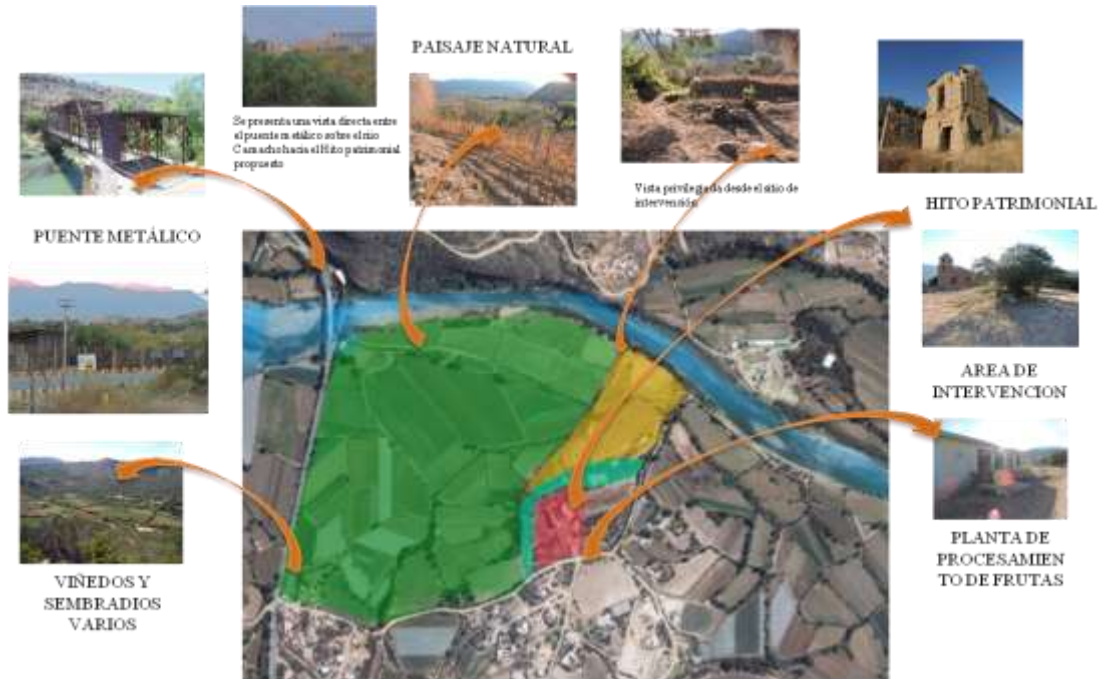 PAISAJE NATURAL
Se presenta una vista directa entre
el puente metálico sobre el rio
Camacho hacia el Hito patrimonial
propuesto
Vista privilegiada desde el sitio de
intervención
HITO PATRIMONIAL
PUENTE METÁLICO
AREA DE
INTERVENCION
PLANTA DE
PROCESAMIEN
TO DE FRUTAS
VIÑEDOS Y
SEMBRADIOS
VARIOS